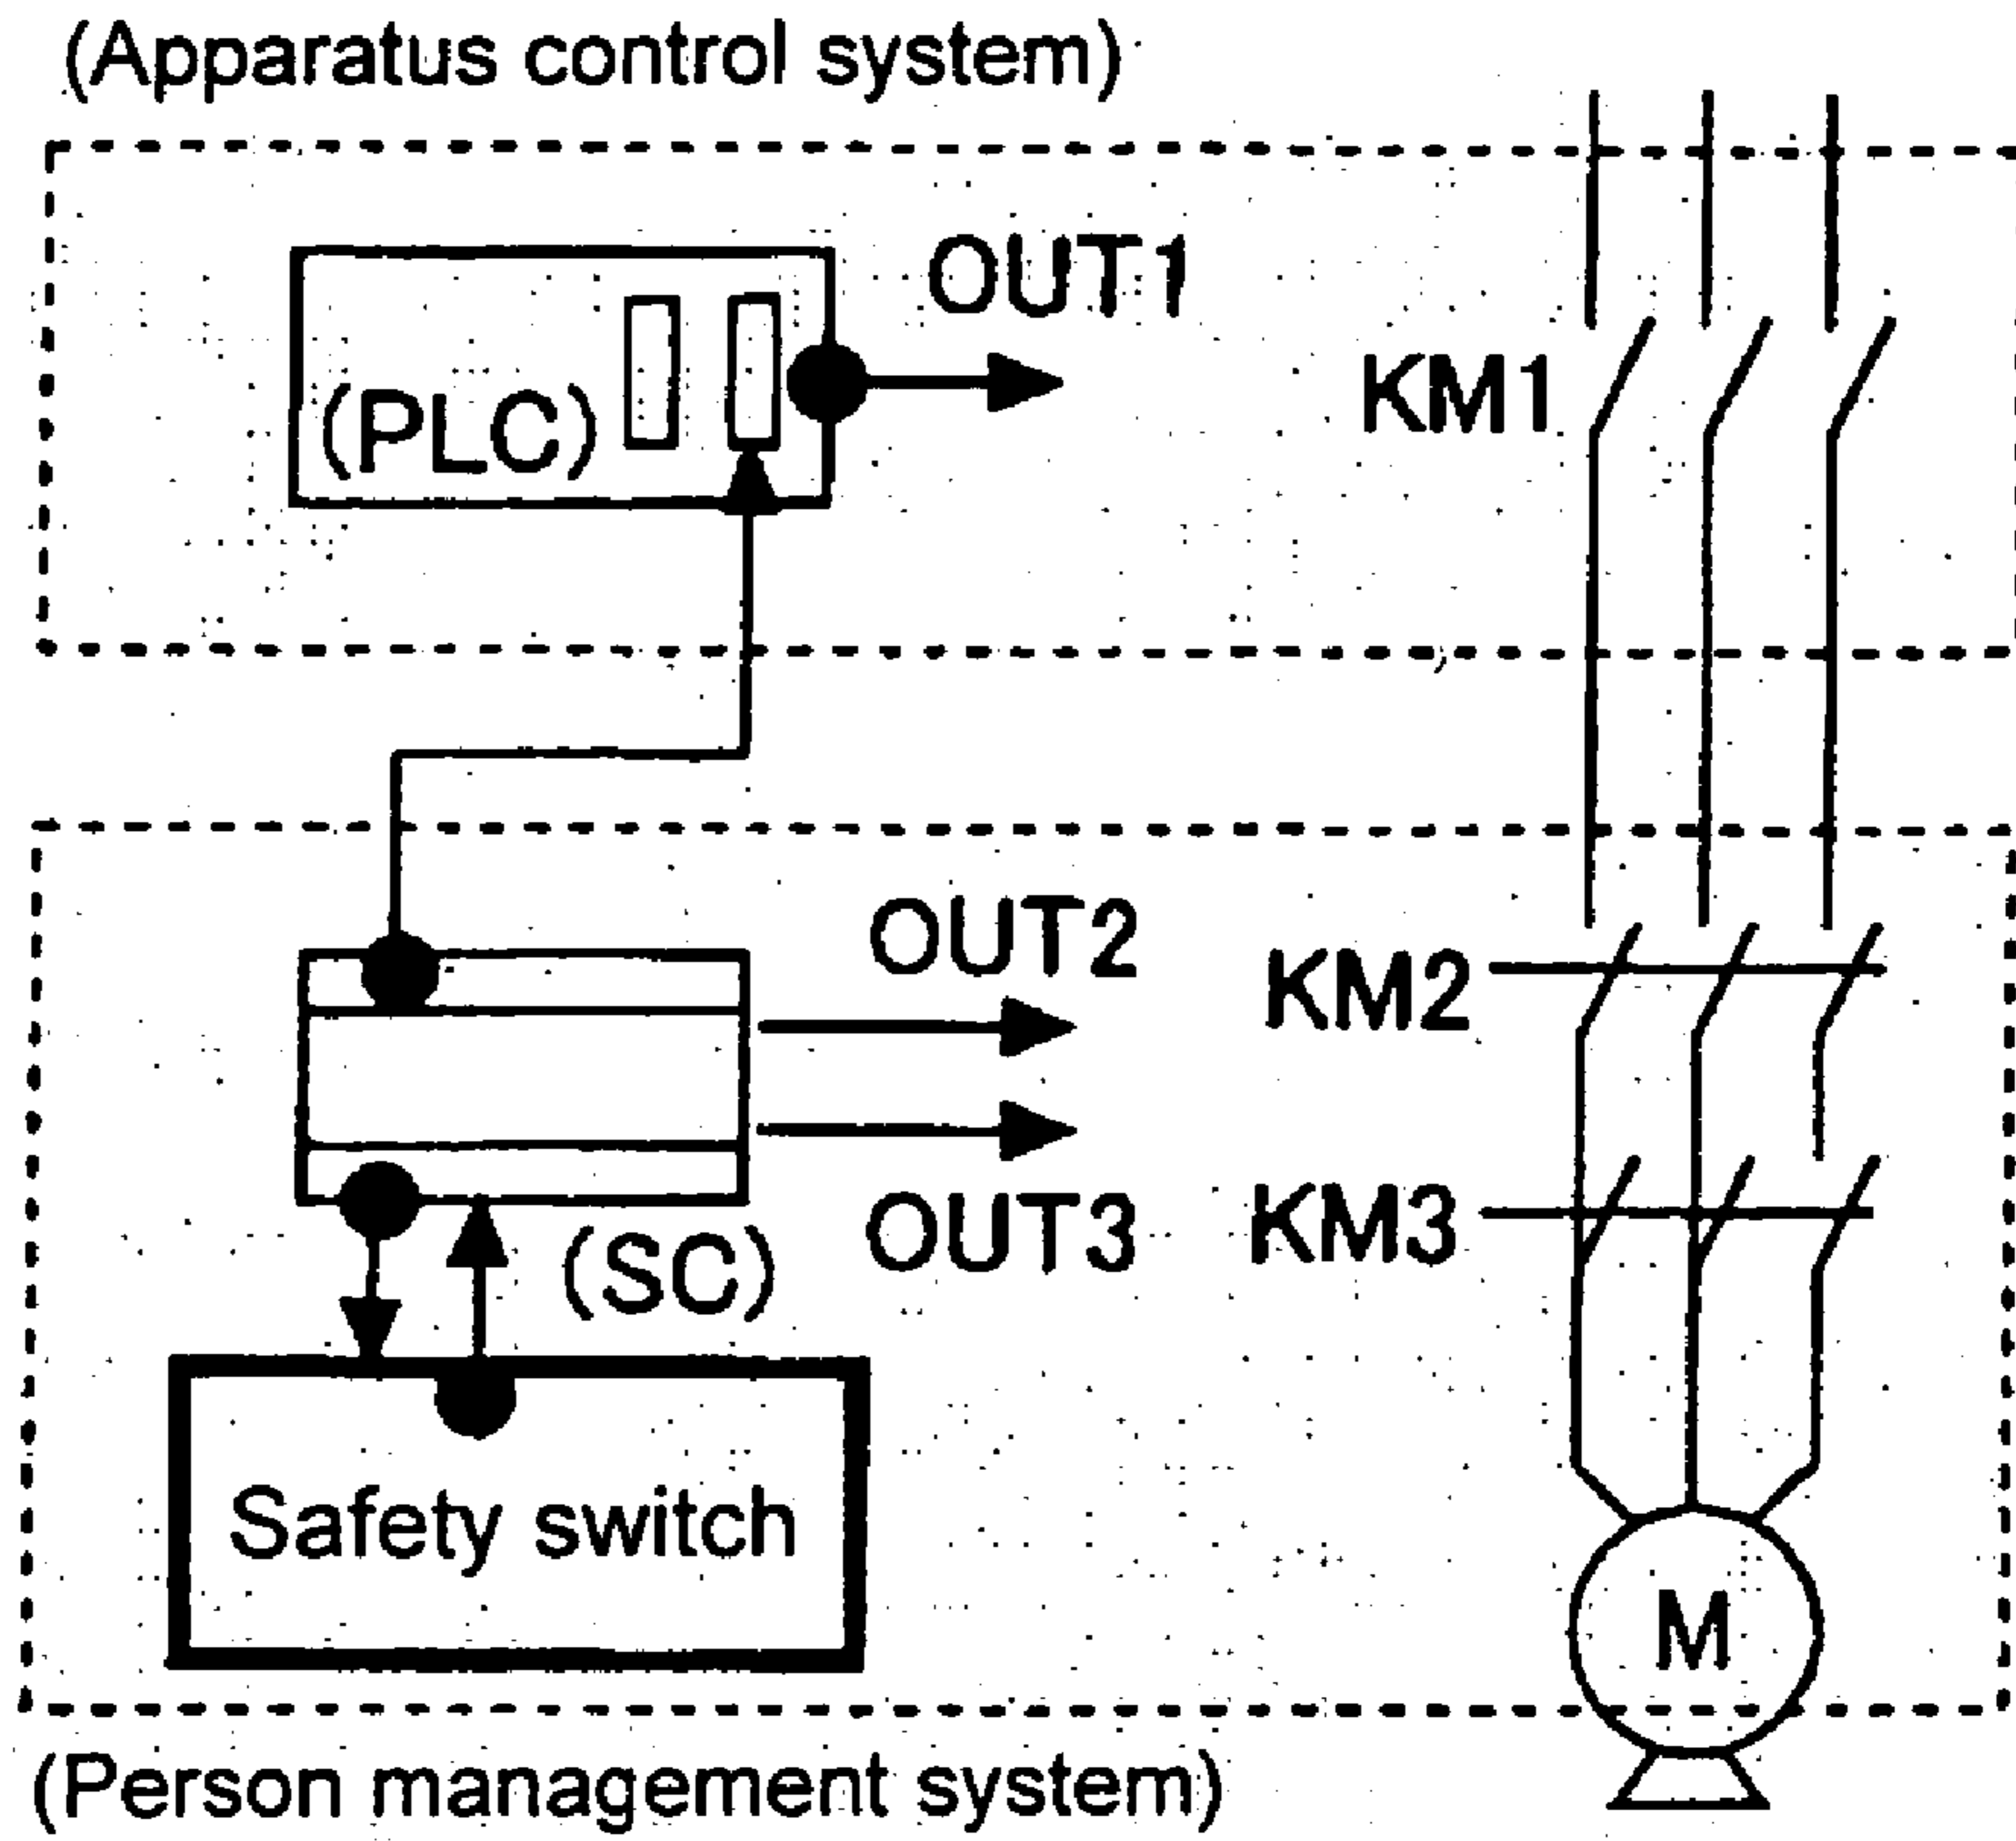 (Apparatus control system)
OUT1
KM1
(PLC)
OUT2
KM2
OUT3
KM3
(SC)
Safety switch
M
(Person management system)